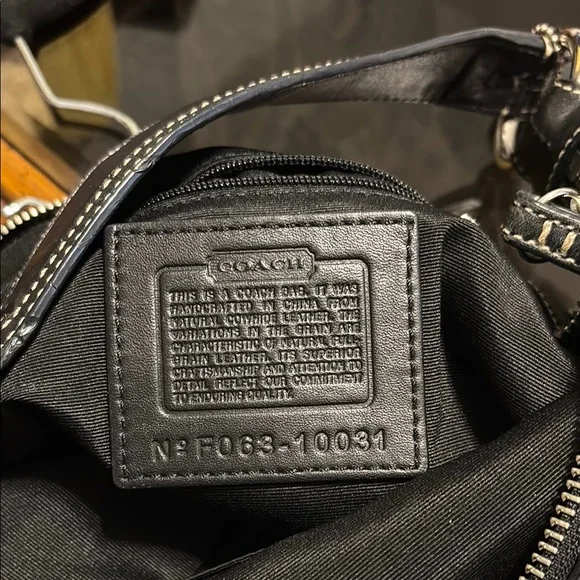 COACH
THIS IS A COACH BAG. IT WAS
HANDCRAFTED IN CHINA FROM
NATURAL COWHIDE LEATHER. THE
VARIATIONS IN THE GRAIN ARE
CHARACTERISTIC OF NATURAL FULL
GRAIN LEATHER. ITS SUPERIOR
CRAFTSMANSHIP AND ATTENTION TO
DETAIL REFLECT OUR COMMITMENT
TO ENDURING QUALITY.
Nº F063-10031